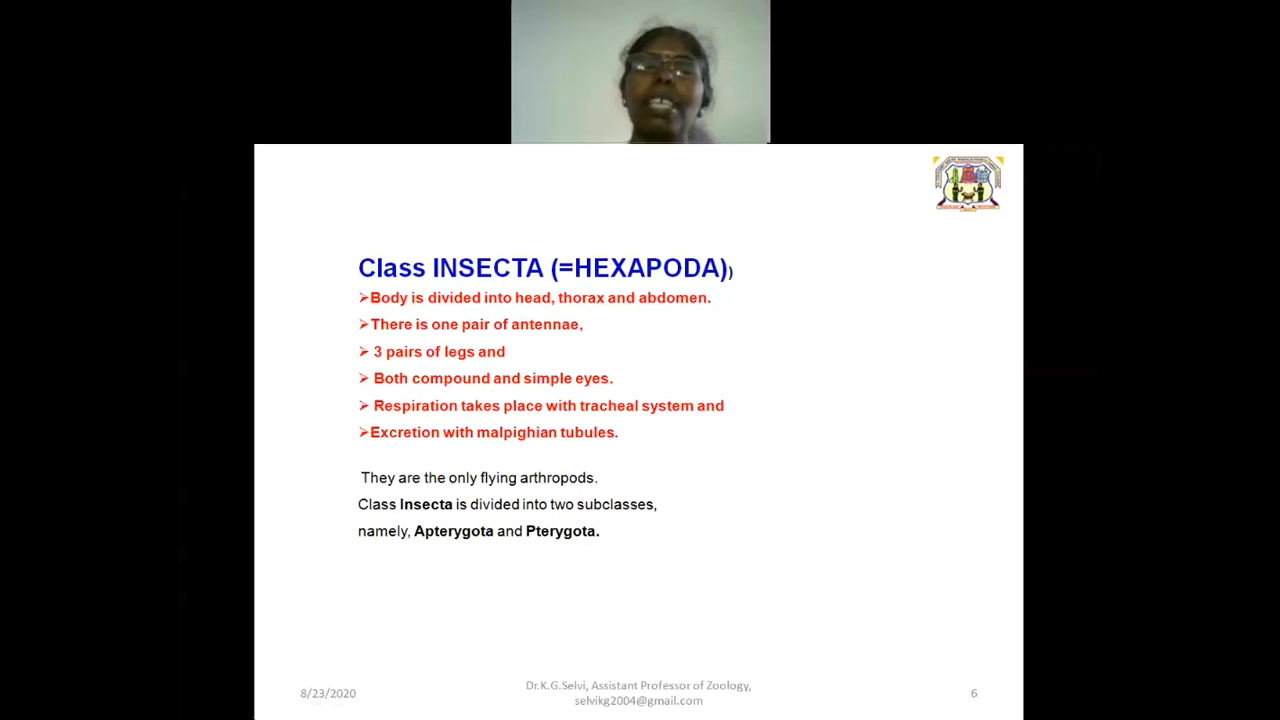 Class INSECTA (=HEXAPODA))
➢Body is divided into head, thorax and abdomen.
➢There is one pair of antennae,
➢ 3 pairs of legs and
➢ Both compound and simple eyes.
➢ Respiration takes place with tracheal system and
➢Excretion with malpighian tubules.
They are the only flying arthropods.
Class Insecta is divided into two subclasses,
namely, Apterygota and Pterygota.
8/23/2020
Dr.K.G.Selvi, Assistant Professor of Zoology,
selvikg2004@gmail.com
6